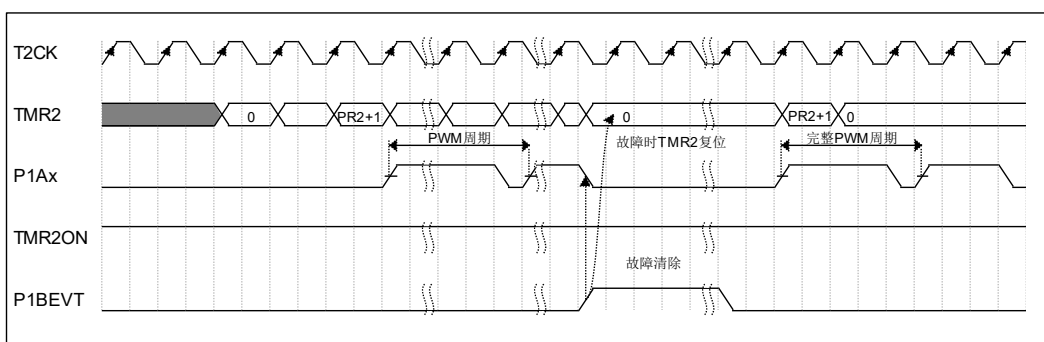 T2CK
TMR2
0
PR2+1
0
PR2+1
0
PWM周期
故障时TMR2复位
完整PWM周期
P1Ax
TMR2ON
故障清除
P1BEVT